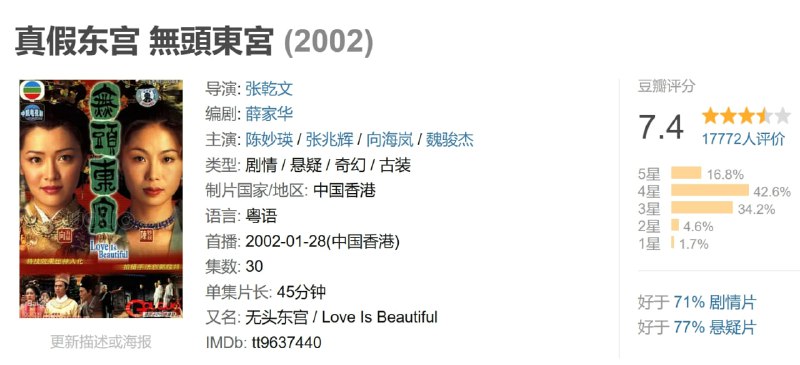 真假东宫 無頭東宮 (2002)
無頭東宮
Love Is Beautiful
导演: 张乾文
编剧: 薛家华
主演: 陈妙瑛 / 张兆辉 / 向海岚 / 魏骏杰
类型: 剧情 / 悬疑 / 奇幻 / 古装
制片国家/地区: 中国香港
语言: 粤语
首播: 2002-01-28(中国香港)
集数: 30
单集片长: 45分钟
又名: 无头东宫 / Love Is Beautiful
IMDb: tt9637440
更新描述或海报
豆瓣评分
7.4
17772人评价
5星 16.8%
4星 42.6%
3星 34.2%
2星 4.6%
1星 1.7%
好于 71% 剧情片
好于 77% 悬疑片